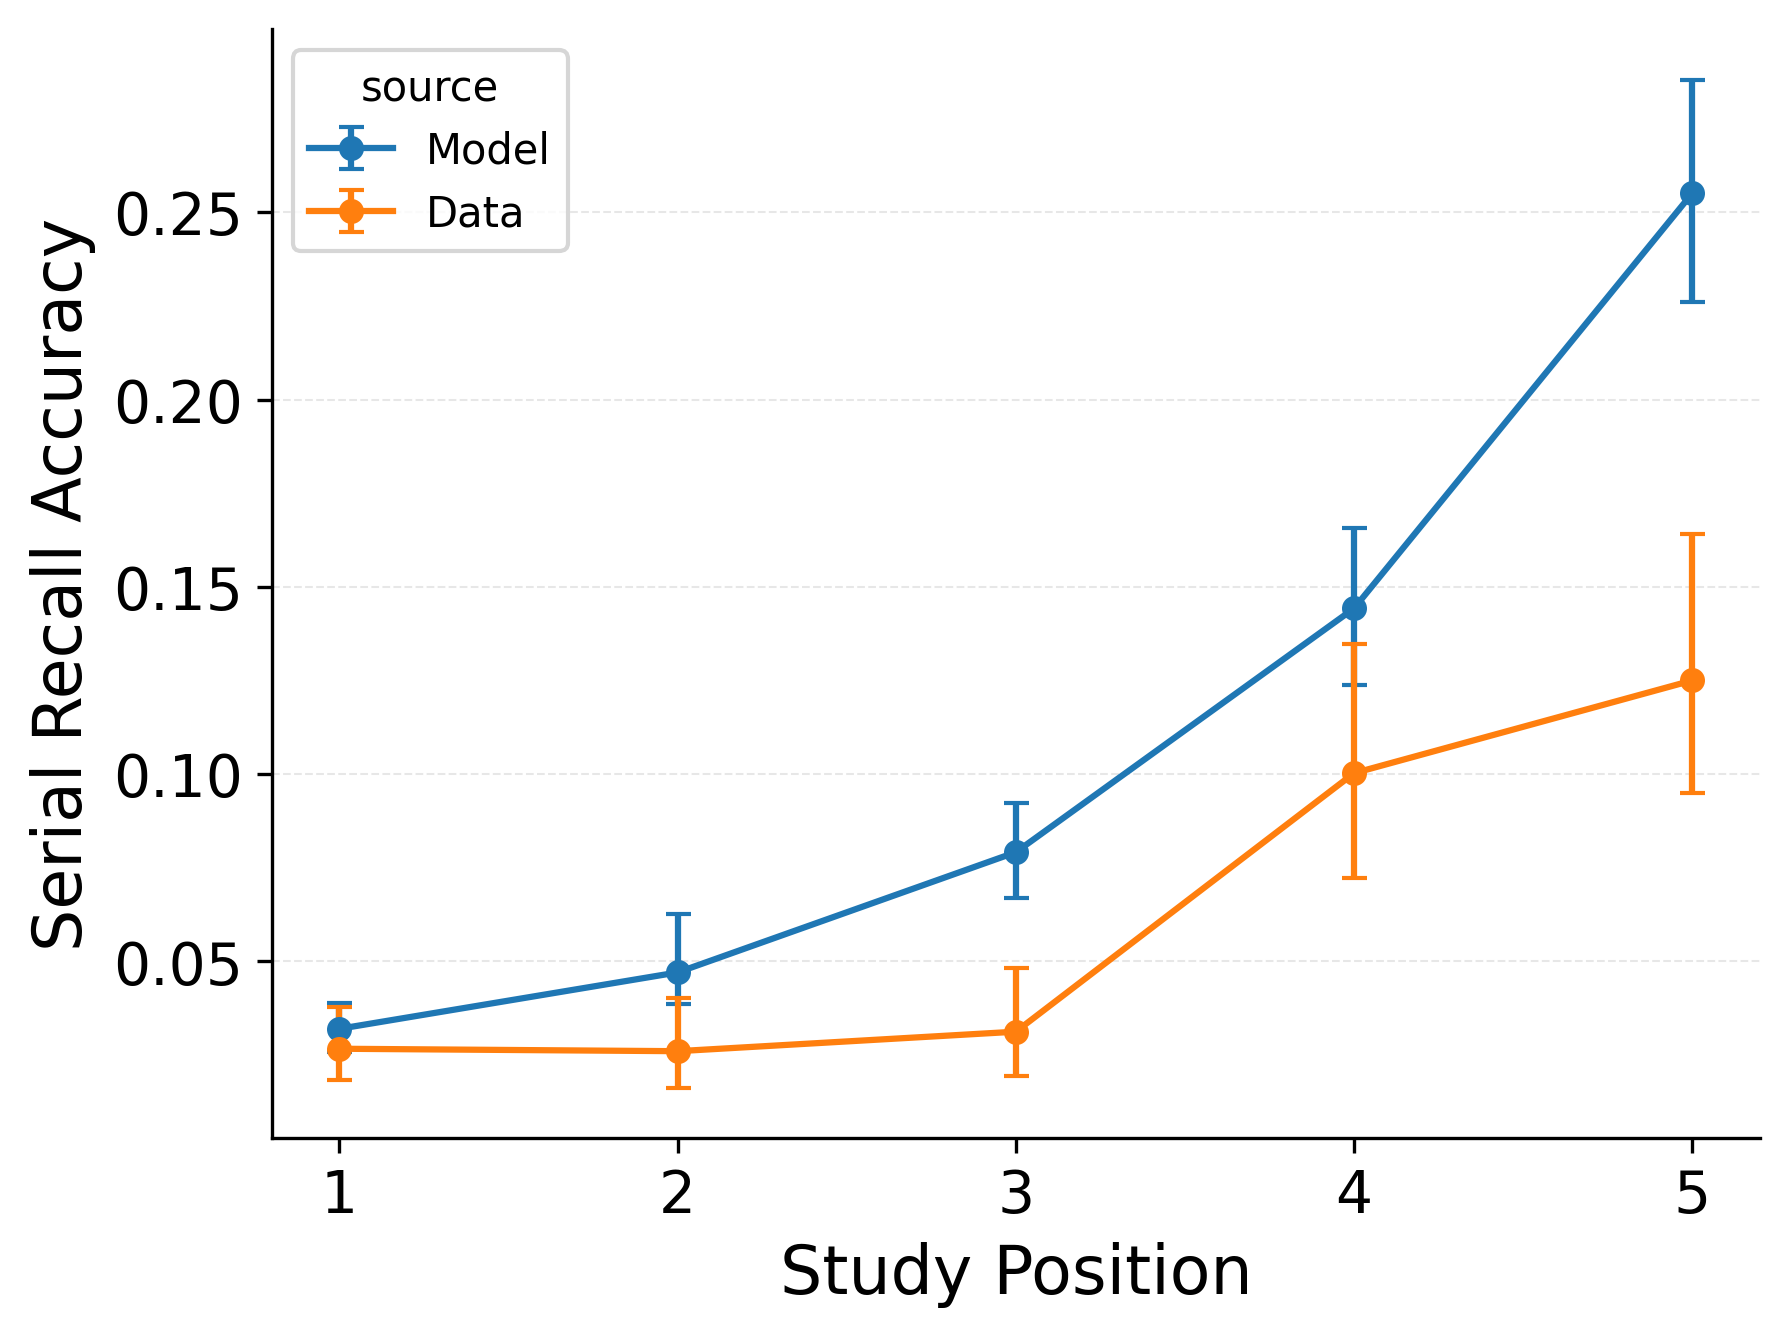 source
Model
Data
Serial Recall Accuracy
0.25
0.20
0.15
0.10
0.05
1 2 3 4 5
Study Position